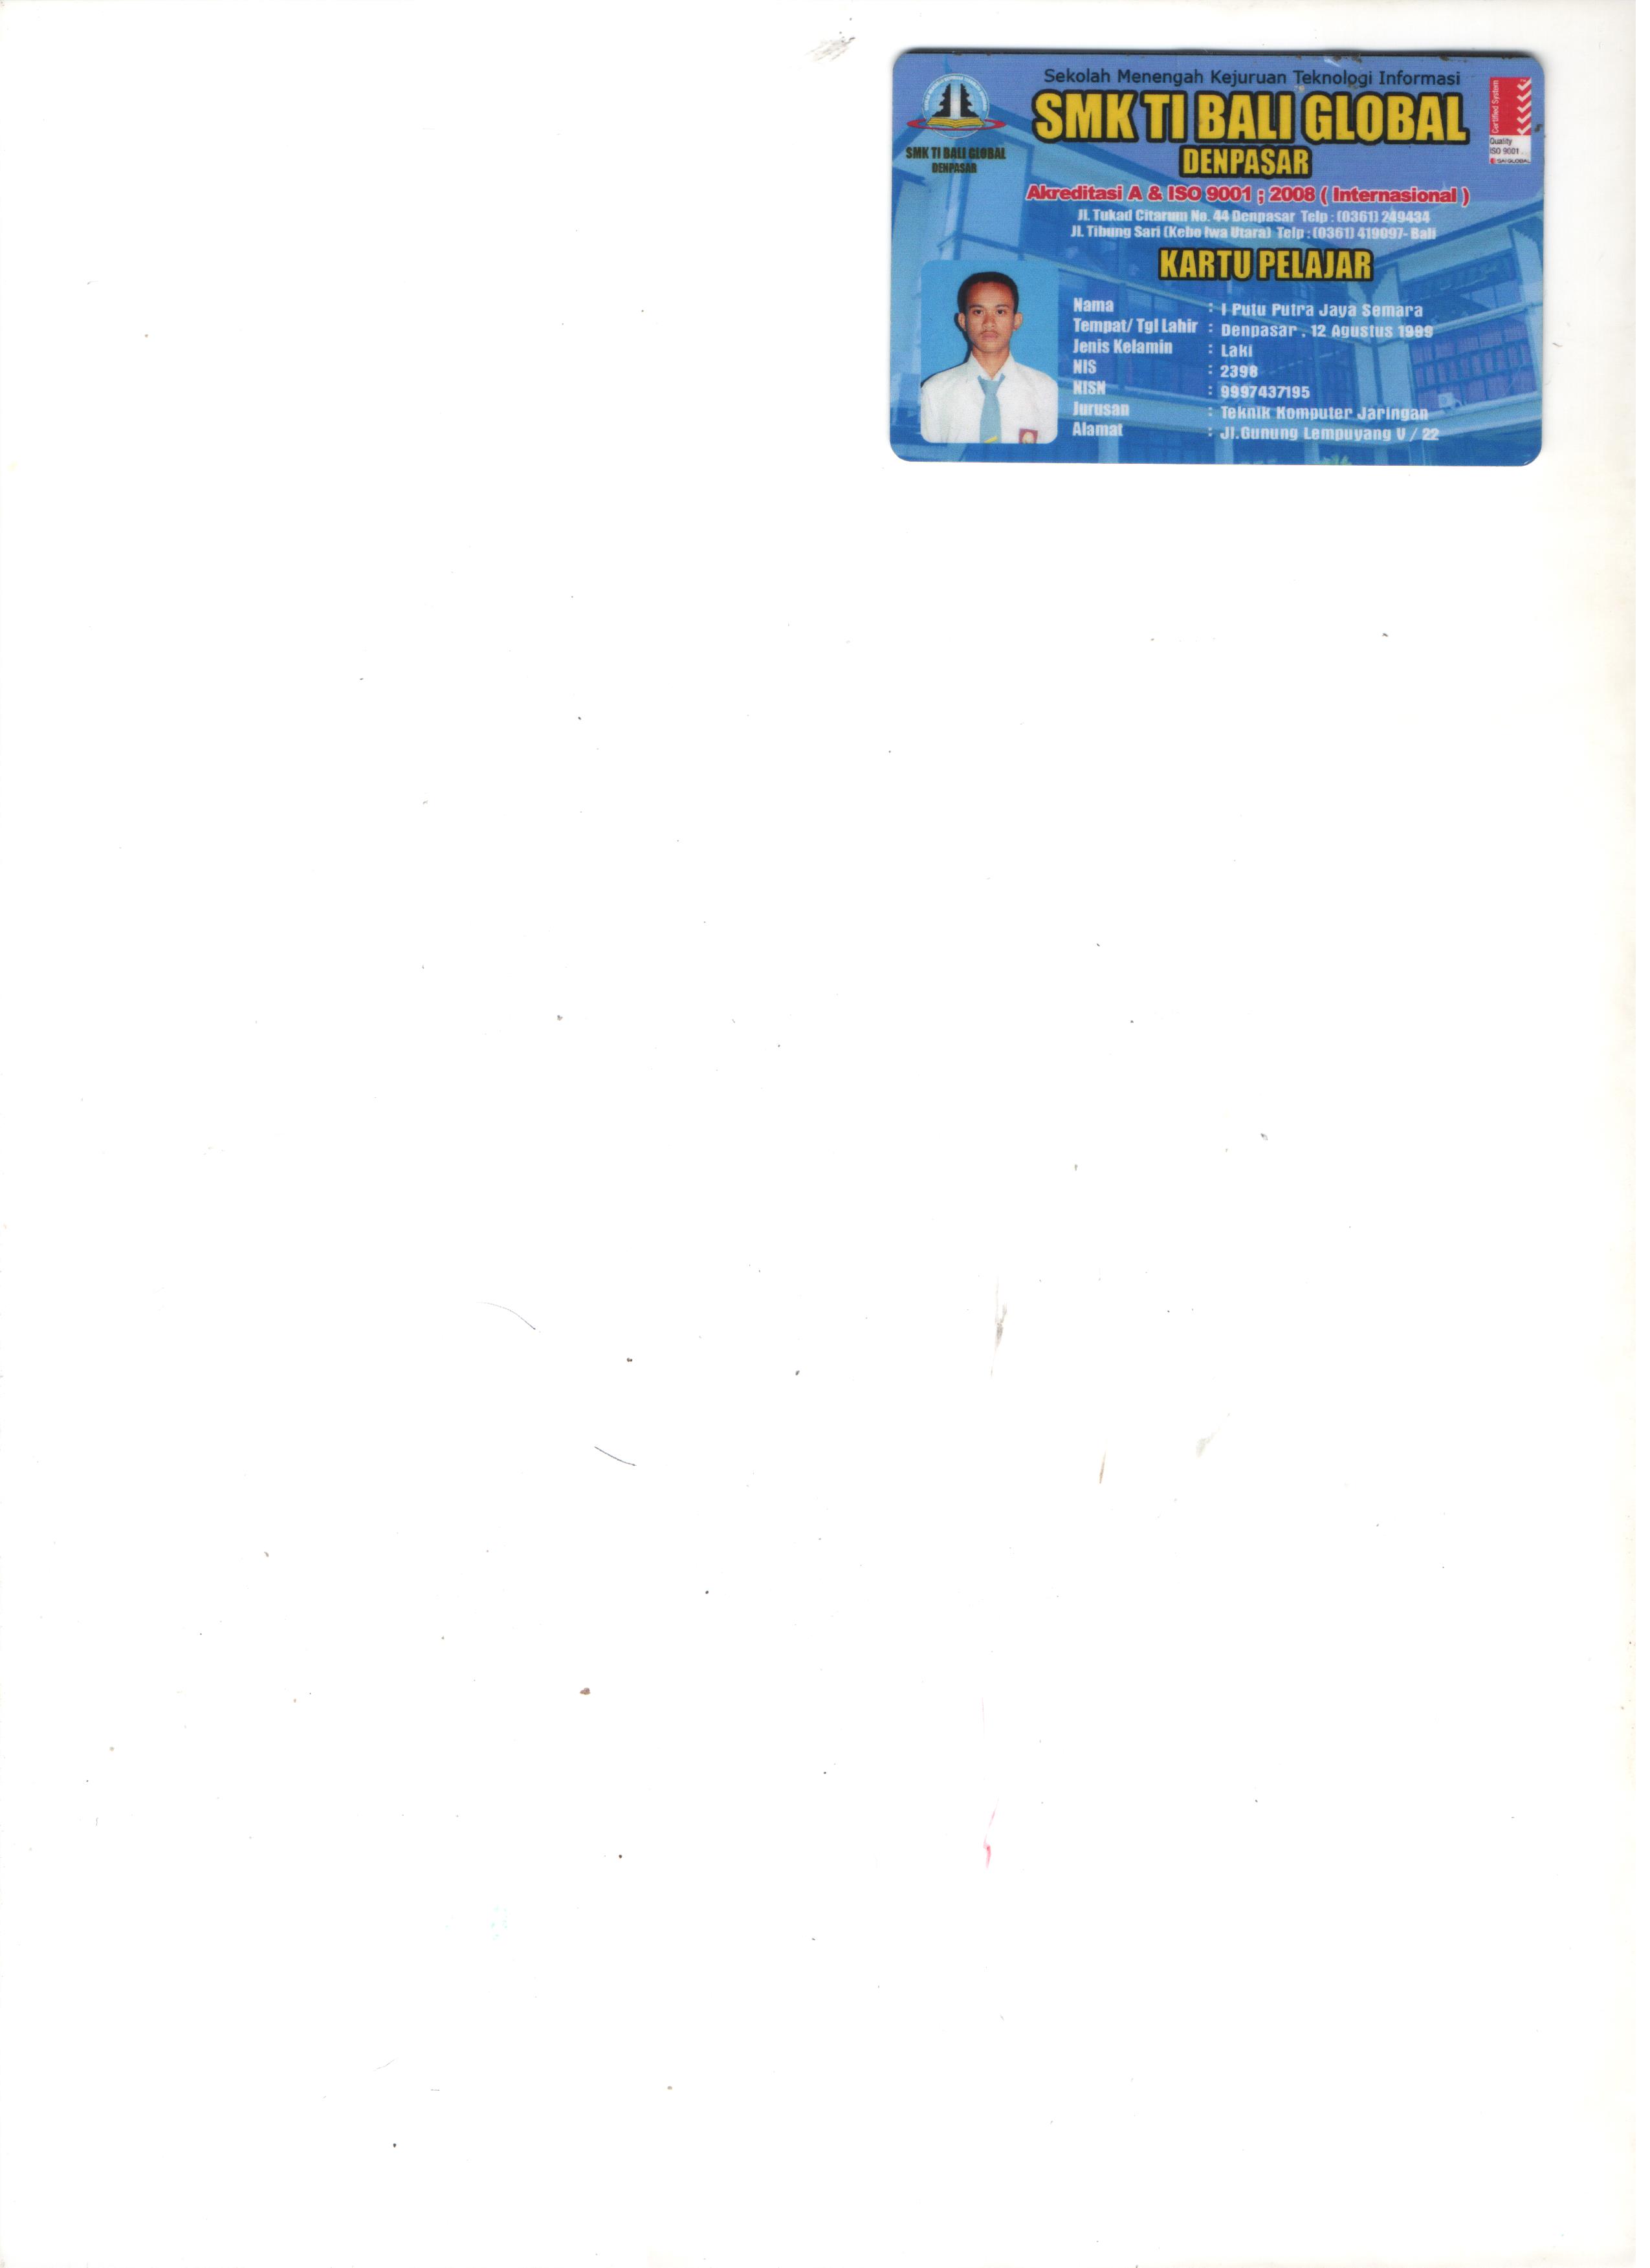 Sekolah Menengah Kejuruan Teknologi Informasi
SMK TI BALI GLOBAL
DENPASAR
SMK TI BALI GLOBAL
DENPASAR
Certified System
Quality
ISO 9001
SAI GLOBAL
Akreditasi A & ISO 9001 ; 2008 ( Internasional )
Jl. Tukad Citarum No. 44 Denpasar Telp : (0361) 249434
Jl. Tibung Sari (Kebo Iwa Utara) Telp : (0361) 419097- Bali
KARTU PELAJAR
Nama : I Putu Putra Jaya Semara
Tempat/ Tgl Lahir : Denpasar , 12 Agustus 1999
Jenis Kelamin : Laki
NIS : 2398
NISN : 9997437195
Jurusan : Teknik Komputer Jaringan
Alamat : Jl.Gunung Lempuyang V / 22